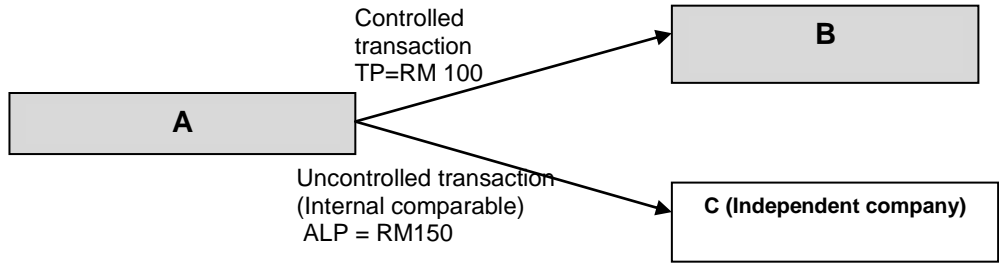 Controlled
transaction
TP=RM 100
B
A
Uncontrolled transaction
(Internal comparable)
ALP = RM150
C (Independent company)